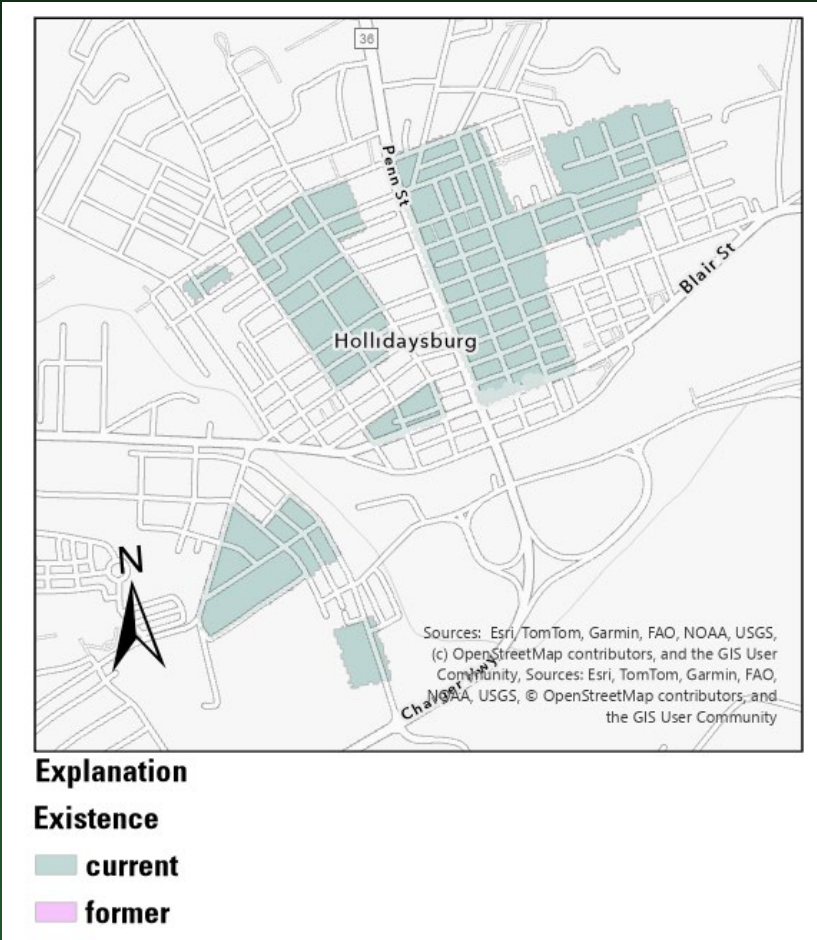 36
Penn St
Blair St
Hollidaysburg
N
Sources: Esri, TomTom, Garmin, FAO, NOAA, USGS,
(c) OpenStreetMap contributors, and the GIS User
Community, Sources: Esri, TomTom, Garmin, FAO,
NOAA, USGS, © OpenStreetMap contributors, and
the GIS User Community
Charger Hwy
Explanation
Existence
current
former